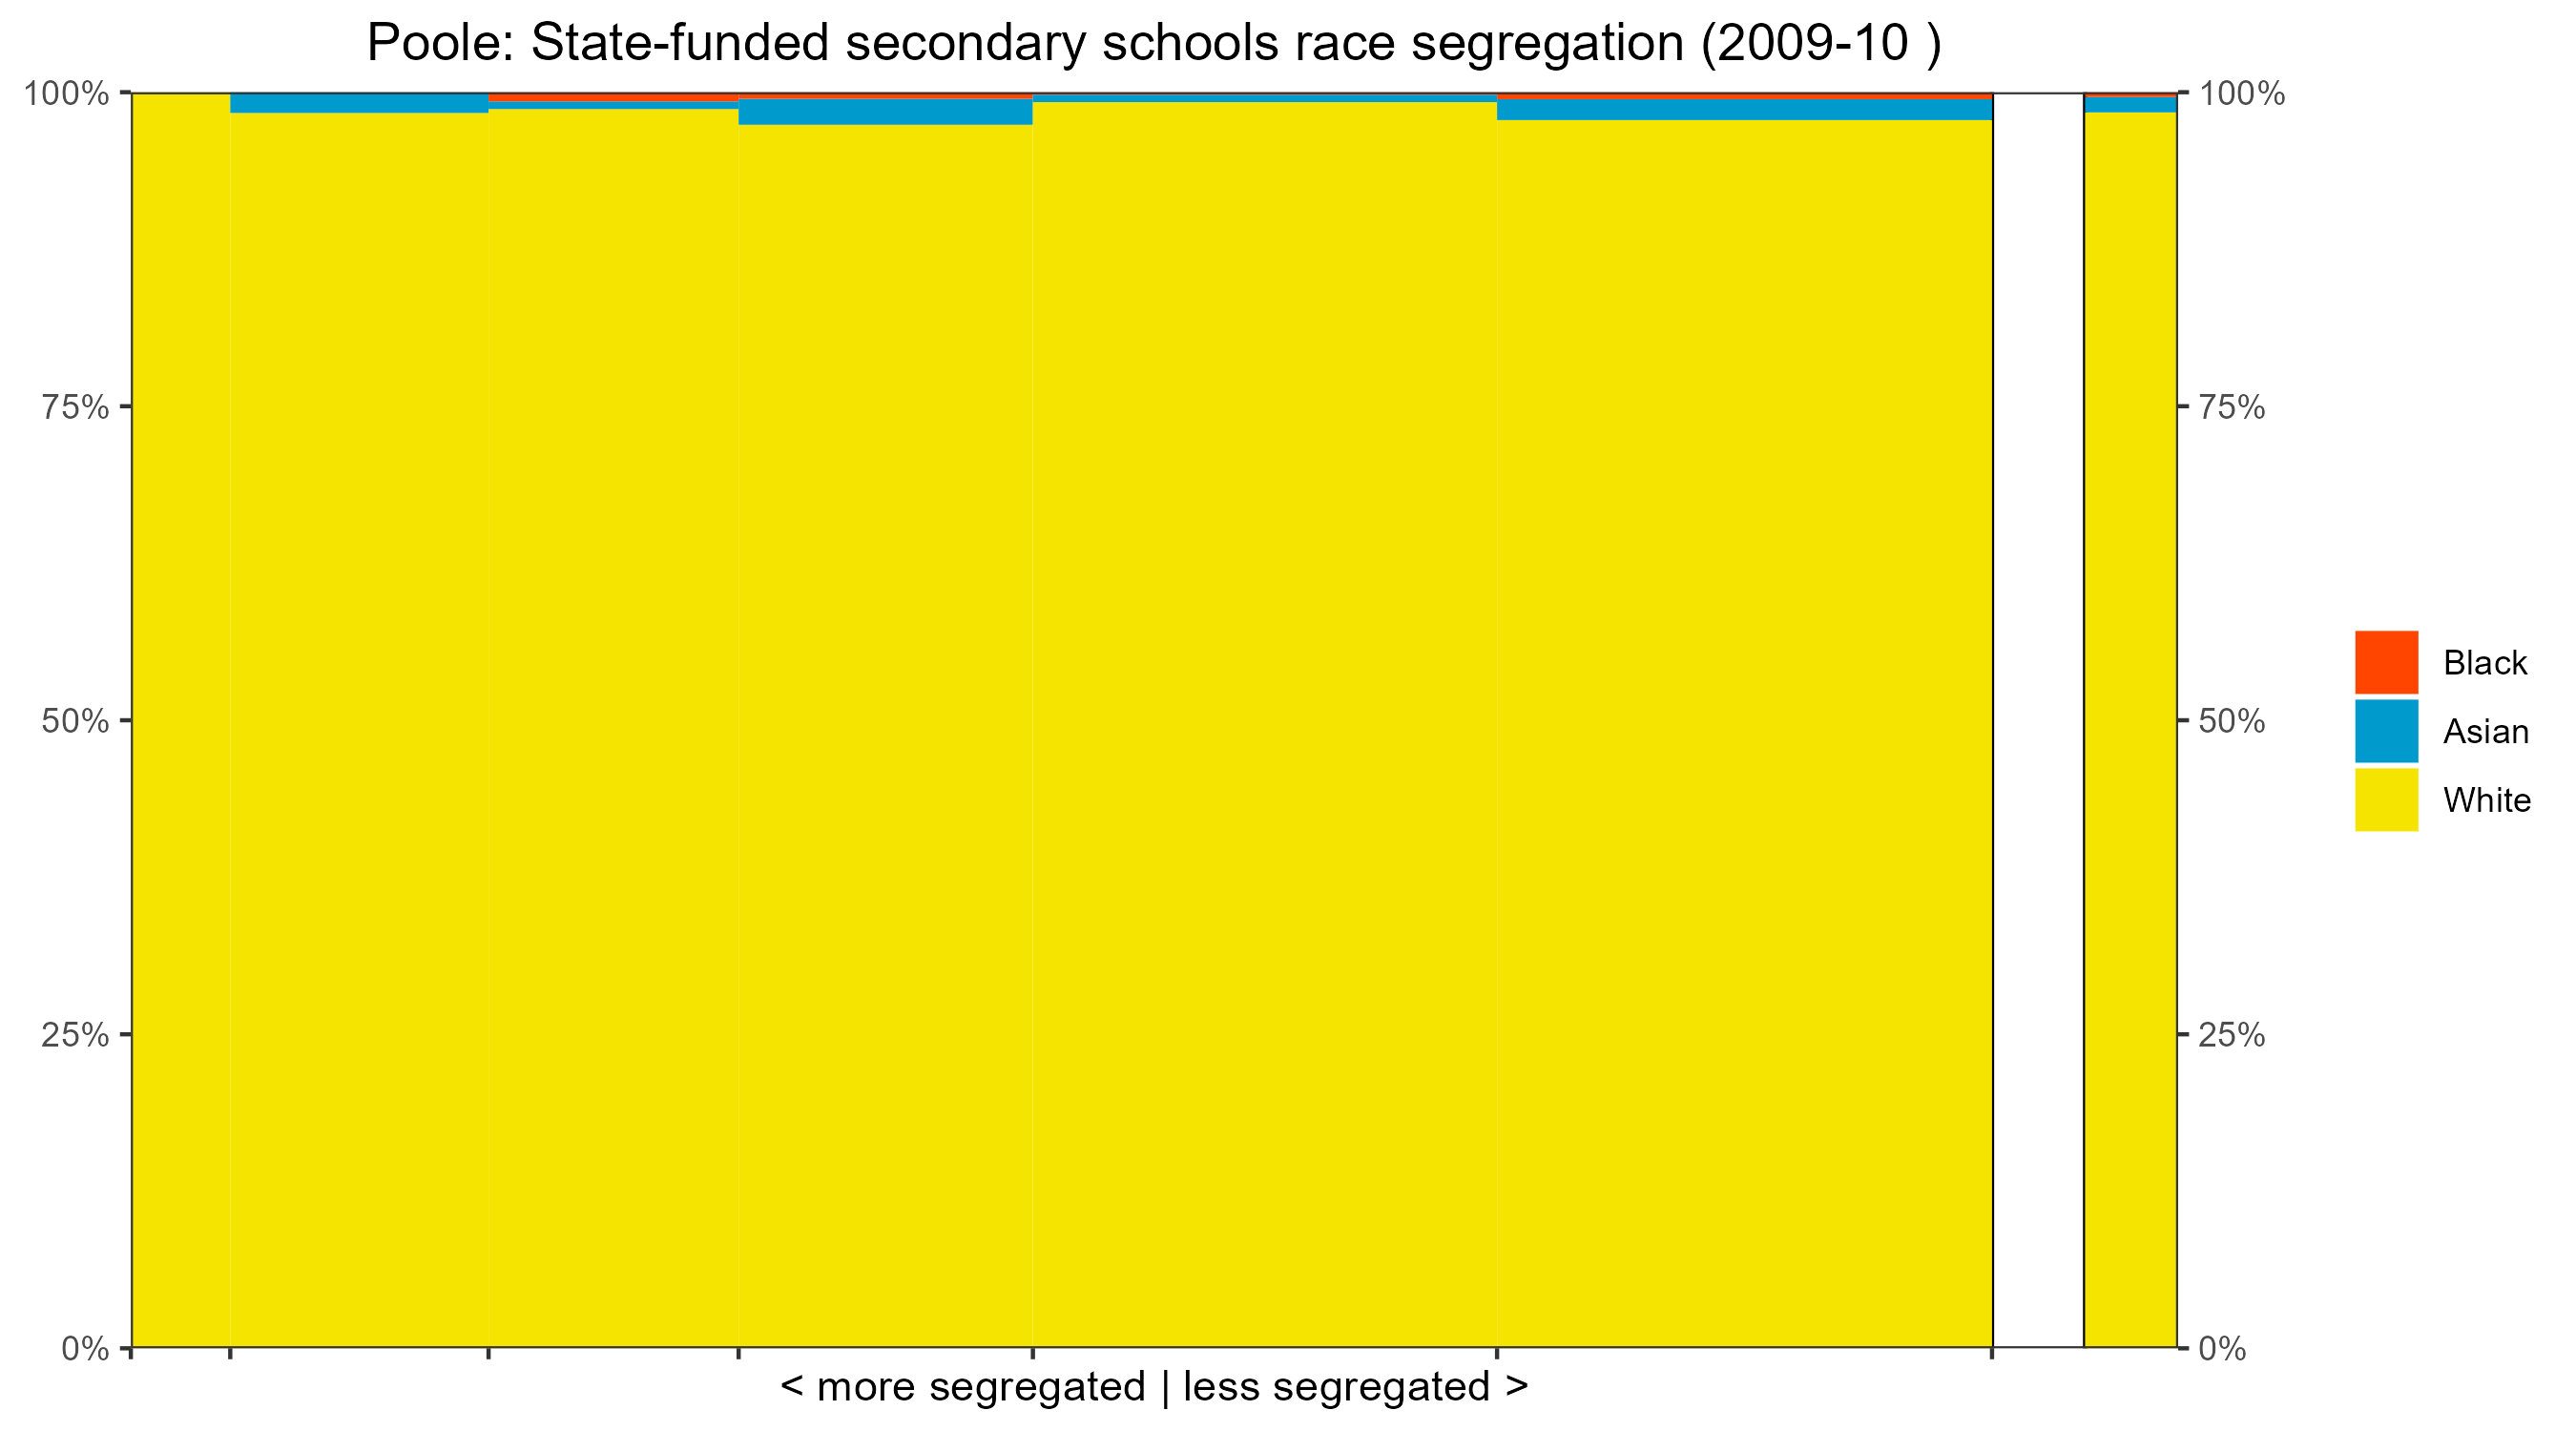 Poole: State-funded secondary schools race segregation (2009-10 )
100%
75%
50%
25%
0%
100%
75%
50%
25%
0%
Black
Asian
White
< more segregated | less segregated >